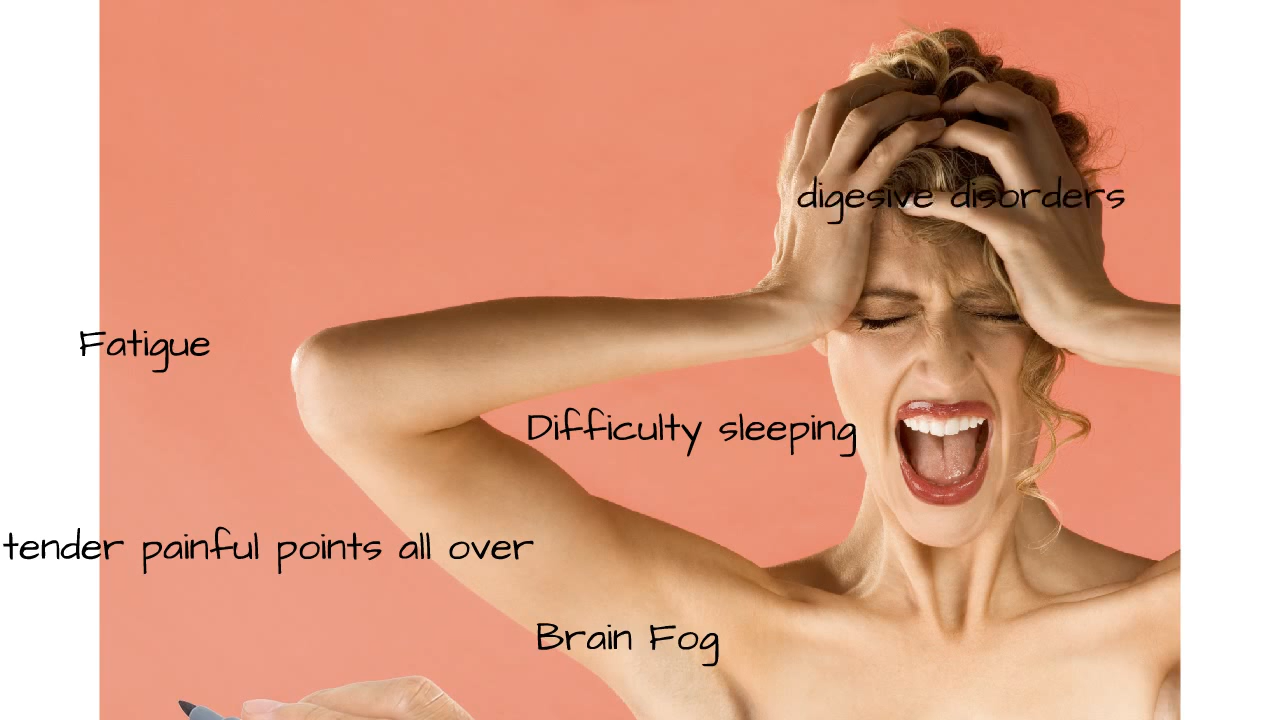 digesive disorders
Fatigue
Difficulty sleeping
tender painful points all over
Brain Fog